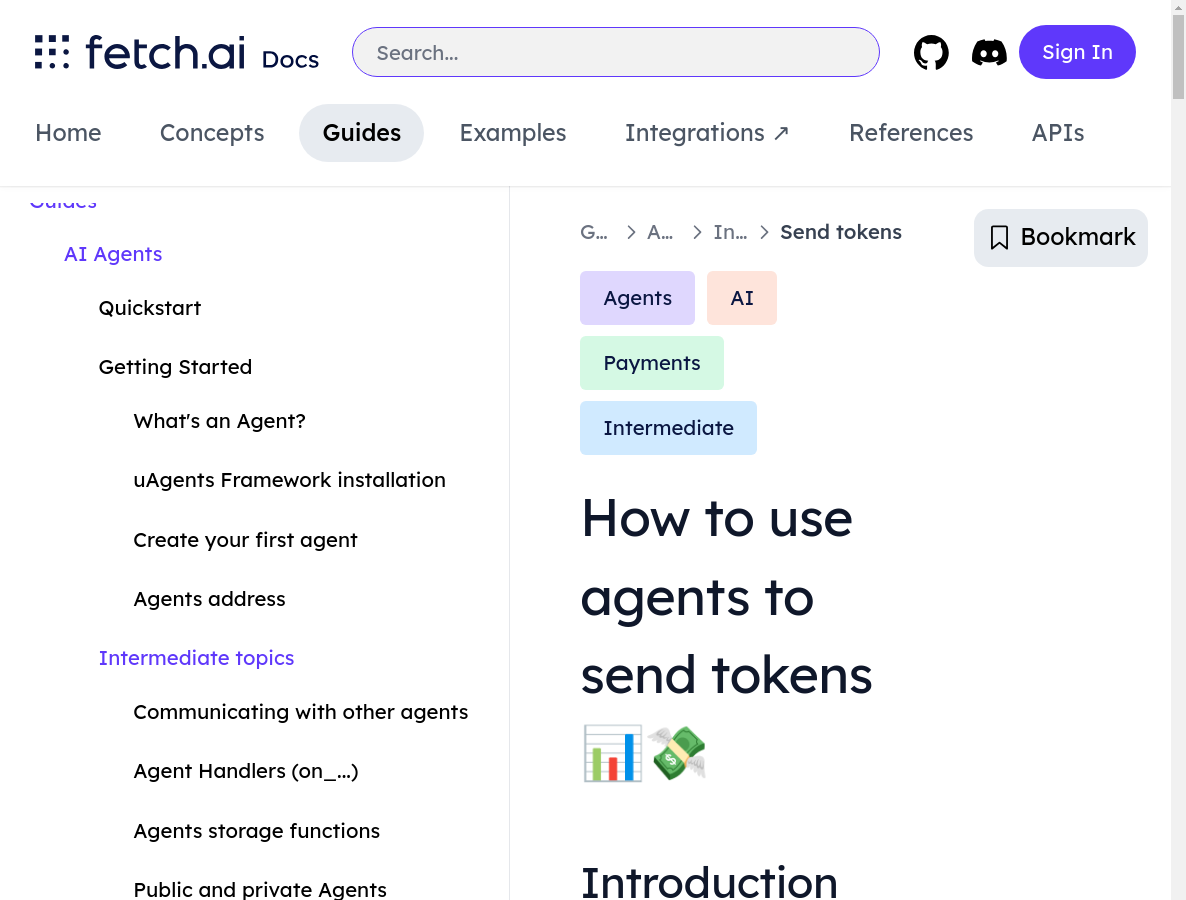 fetch.ai Docs
Search...
Sign In
Home
Concepts
Guides
Examples
Integrations ↗
References
APIs
Guides
AI Agents
Quickstart
Getting Started
What's an Agent?
uAgents Framework installation
Create your first agent
Agents address
Intermediate topics
Communicating with other agents
Agent Handlers (on_...)
Agents storage functions
Public and private Agents
G... > A... > In... > Send tokens
Bookmark
Agents
AI
Payments
Intermediate
How to use
agents to
send tokens
Introduction